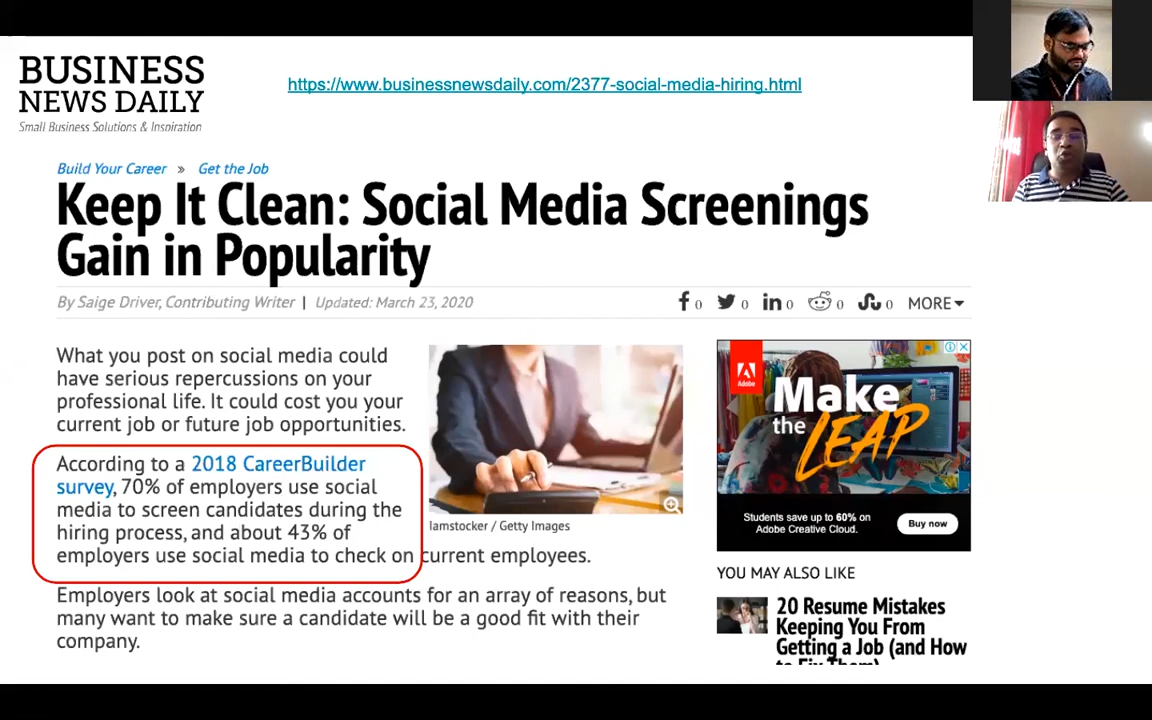 BUSINESS
NEWS DAILY
Small Business Solutions & Inspiration
https://www.businessnewsdaily.com/2377-social-media-hiring.html
Build Your Career » Get the Job
Keep It Clean: Social Media Screenings
Gain in Popularity
By Saige Driver, Contributing Writer | Updated: March 23, 2020
0 0 in 0 0 0 MORE
What you post on social media could
have serious repercussions on your
professional life. It could cost you your
current job or future job opportunities.
According to a 2018 CareerBuilder
survey, 70% of employers use social
media to screen candidates during the
hiring process, and about 43% of
employers use social media to check on current employees.
Iamstocker / Getty Images
Employers look at social media accounts for an array of reasons, but
many want to make sure a candidate will be a good fit with their
company.
Adobe
Make
the LEAP
Students save up to 60% on
Adobe Creative Cloud.
Buy now
YOU MAY ALSO LIKE
20 Resume Mistakes
Keeping You From
Getting a Job (and How
to Fix Them)